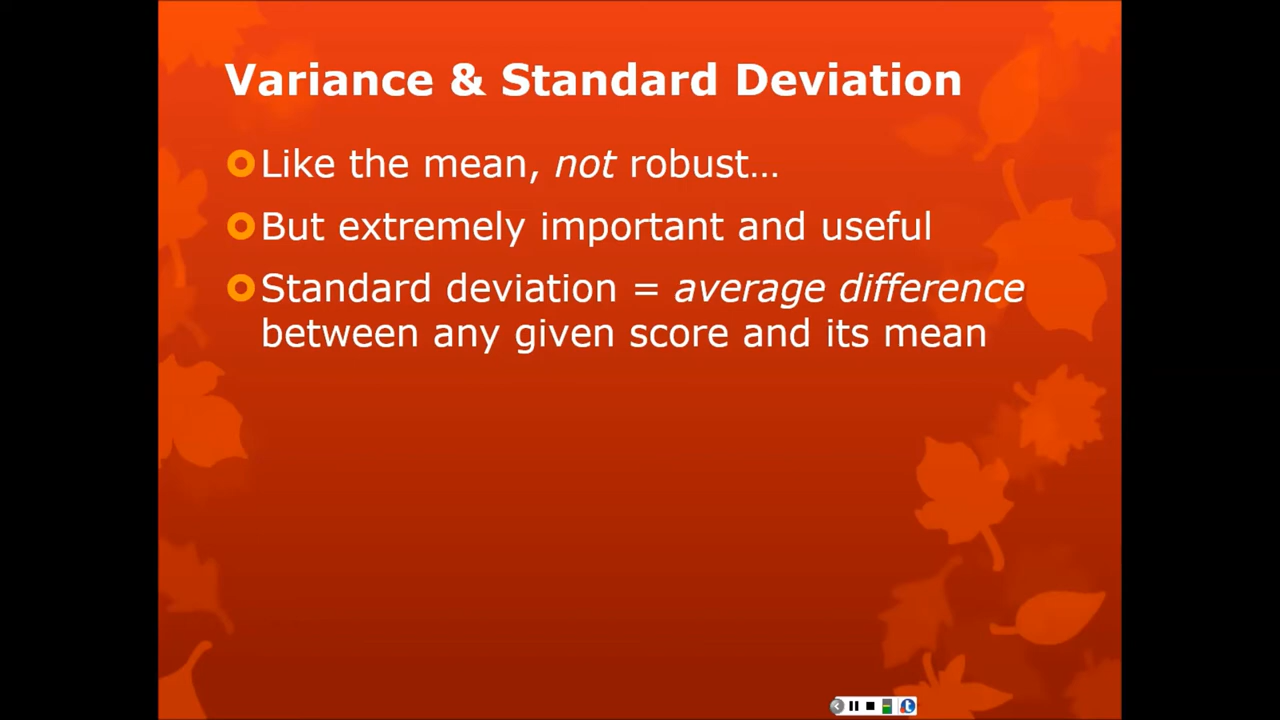 Variance & Standard Deviation
Like the mean, not robust…
But extremely important and useful
Standard deviation = average difference
between any given score and its mean